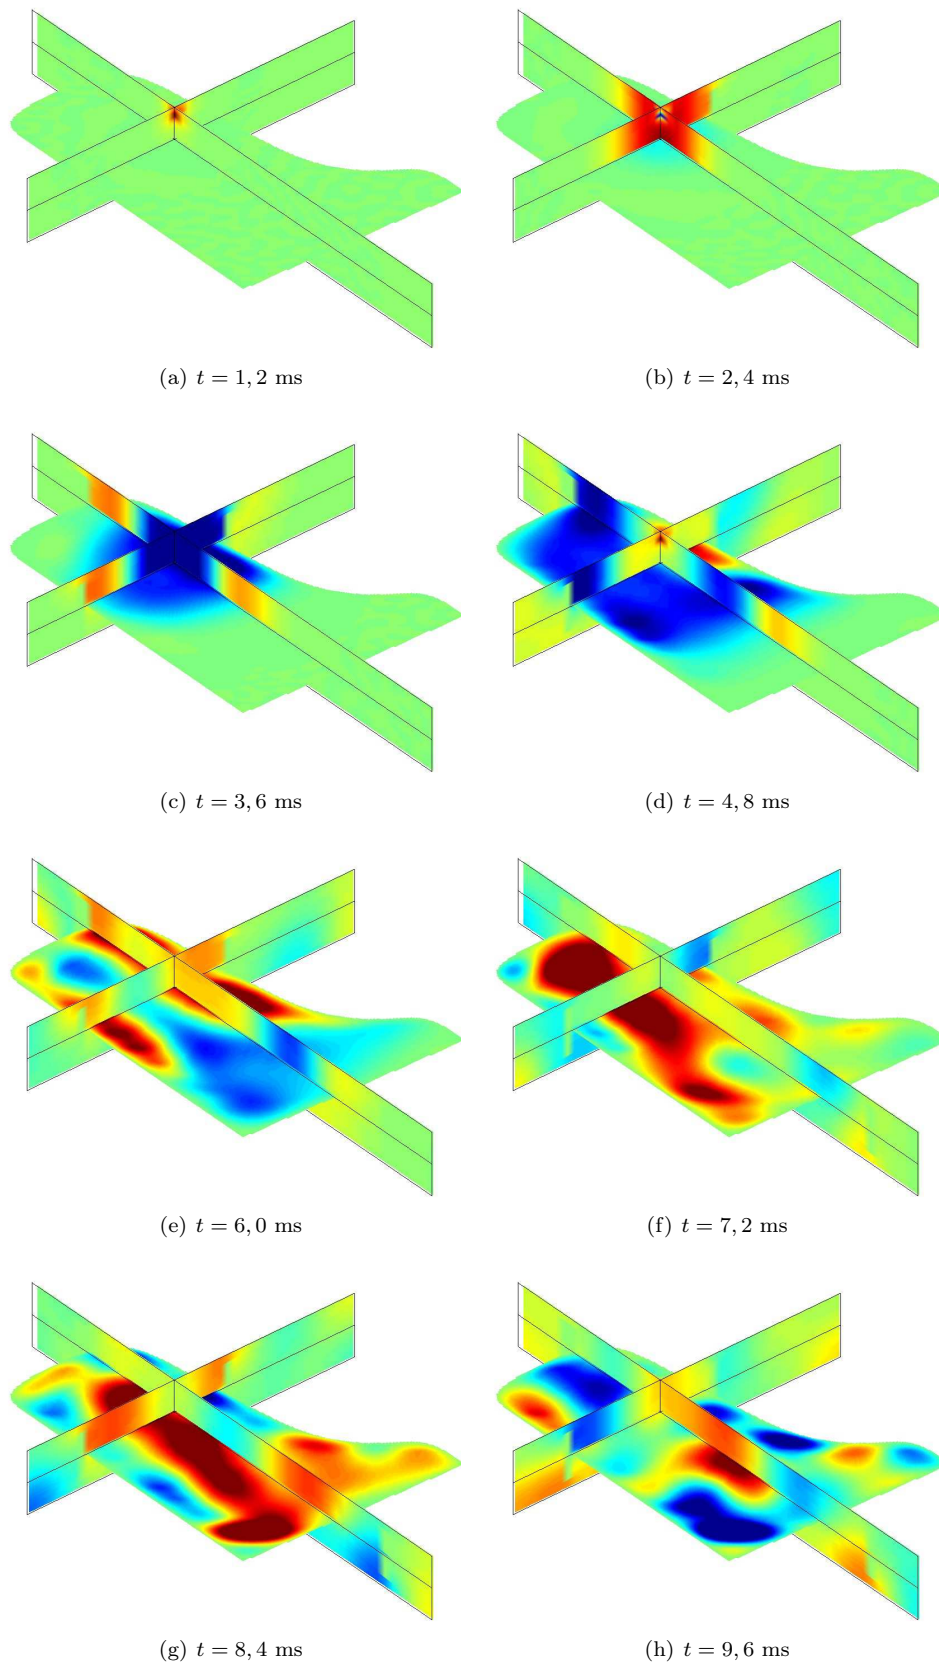 (a) t = 1, 2 ms
(b) t = 2, 4 ms
(c) t = 3, 6 ms
(d) t = 4, 8 ms
(e) t = 6, 0 ms
(f) t = 7, 2 ms
(g) t = 8, 4 ms
(h) t = 9, 6 ms